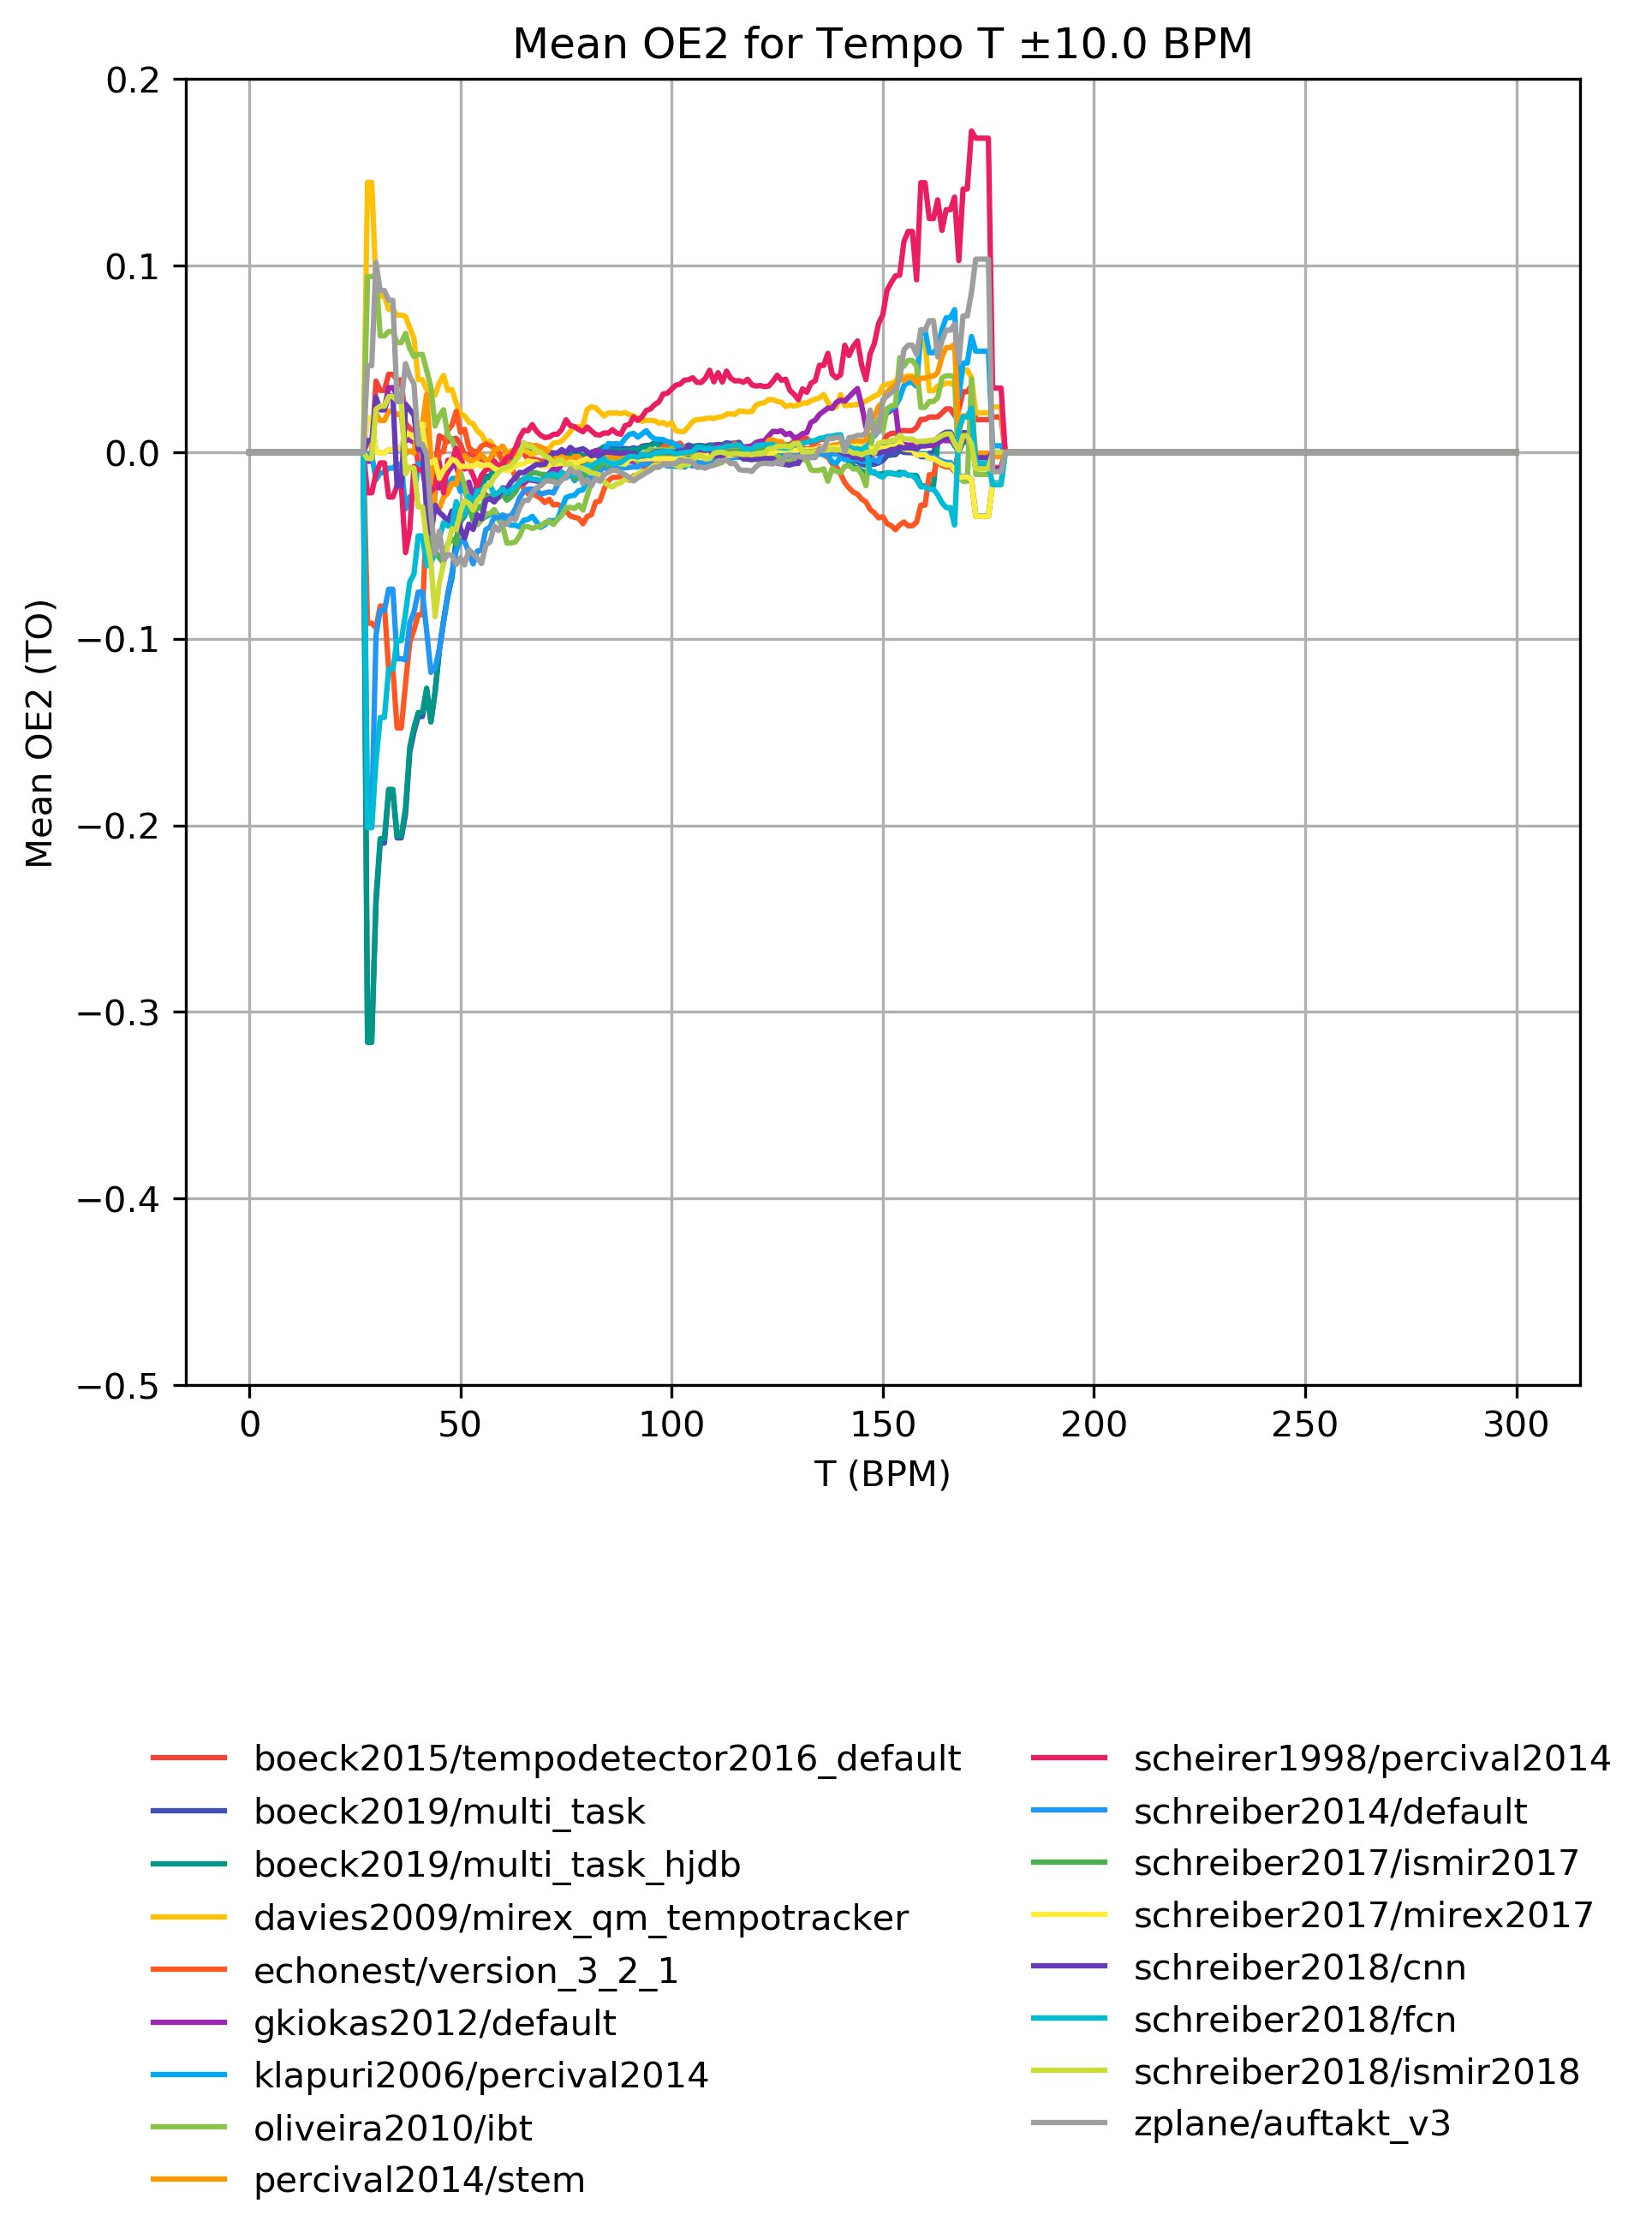 Mean OE2 for Tempo T ±10.0 BPM
0.2
0.1
0.0
−0.1
−0.2
−0.3
−0.4
−0.5
Mean OE2 (TO)
0 50 100 150 200 250 300
T (BPM)
boeck2015/tempodetector2016_default
boeck2019/multi_task
boeck2019/multi_task_hjdb
davies2009/mirex_qm_tempotracker
echonest/version_3_2_1
gkiokas2012/default
klapuri2006/percival2014
oliveira2010/ibt
percival2014/stem
scheirer1998/percival2014
schreiber2014/default
schreiber2017/ismir2017
schreiber2017/mirex2017
schreiber2018/cnn
schreiber2018/fcn
schreiber2018/ismir2018
zplane/auftakt_v3